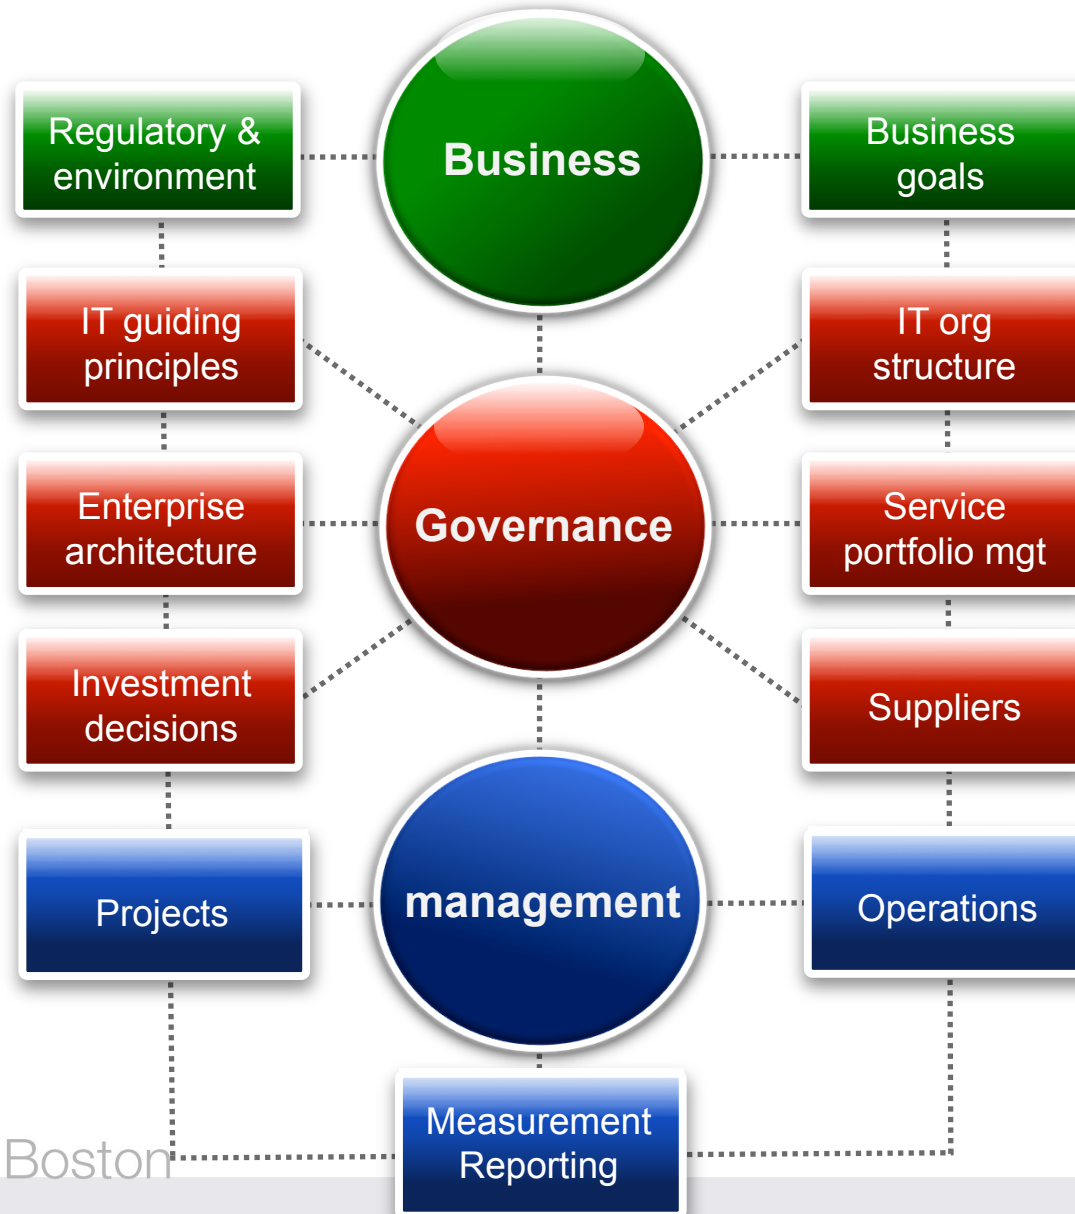 Business
Regulatory &
environment
Business
goals
IT guiding
principles
IT org
structure
Governance
Enterprise
architecture
Service
portfolio mgt
Investment
decisions
Suppliers
management
Projects
Operations
Measurement
Reporting
Boston